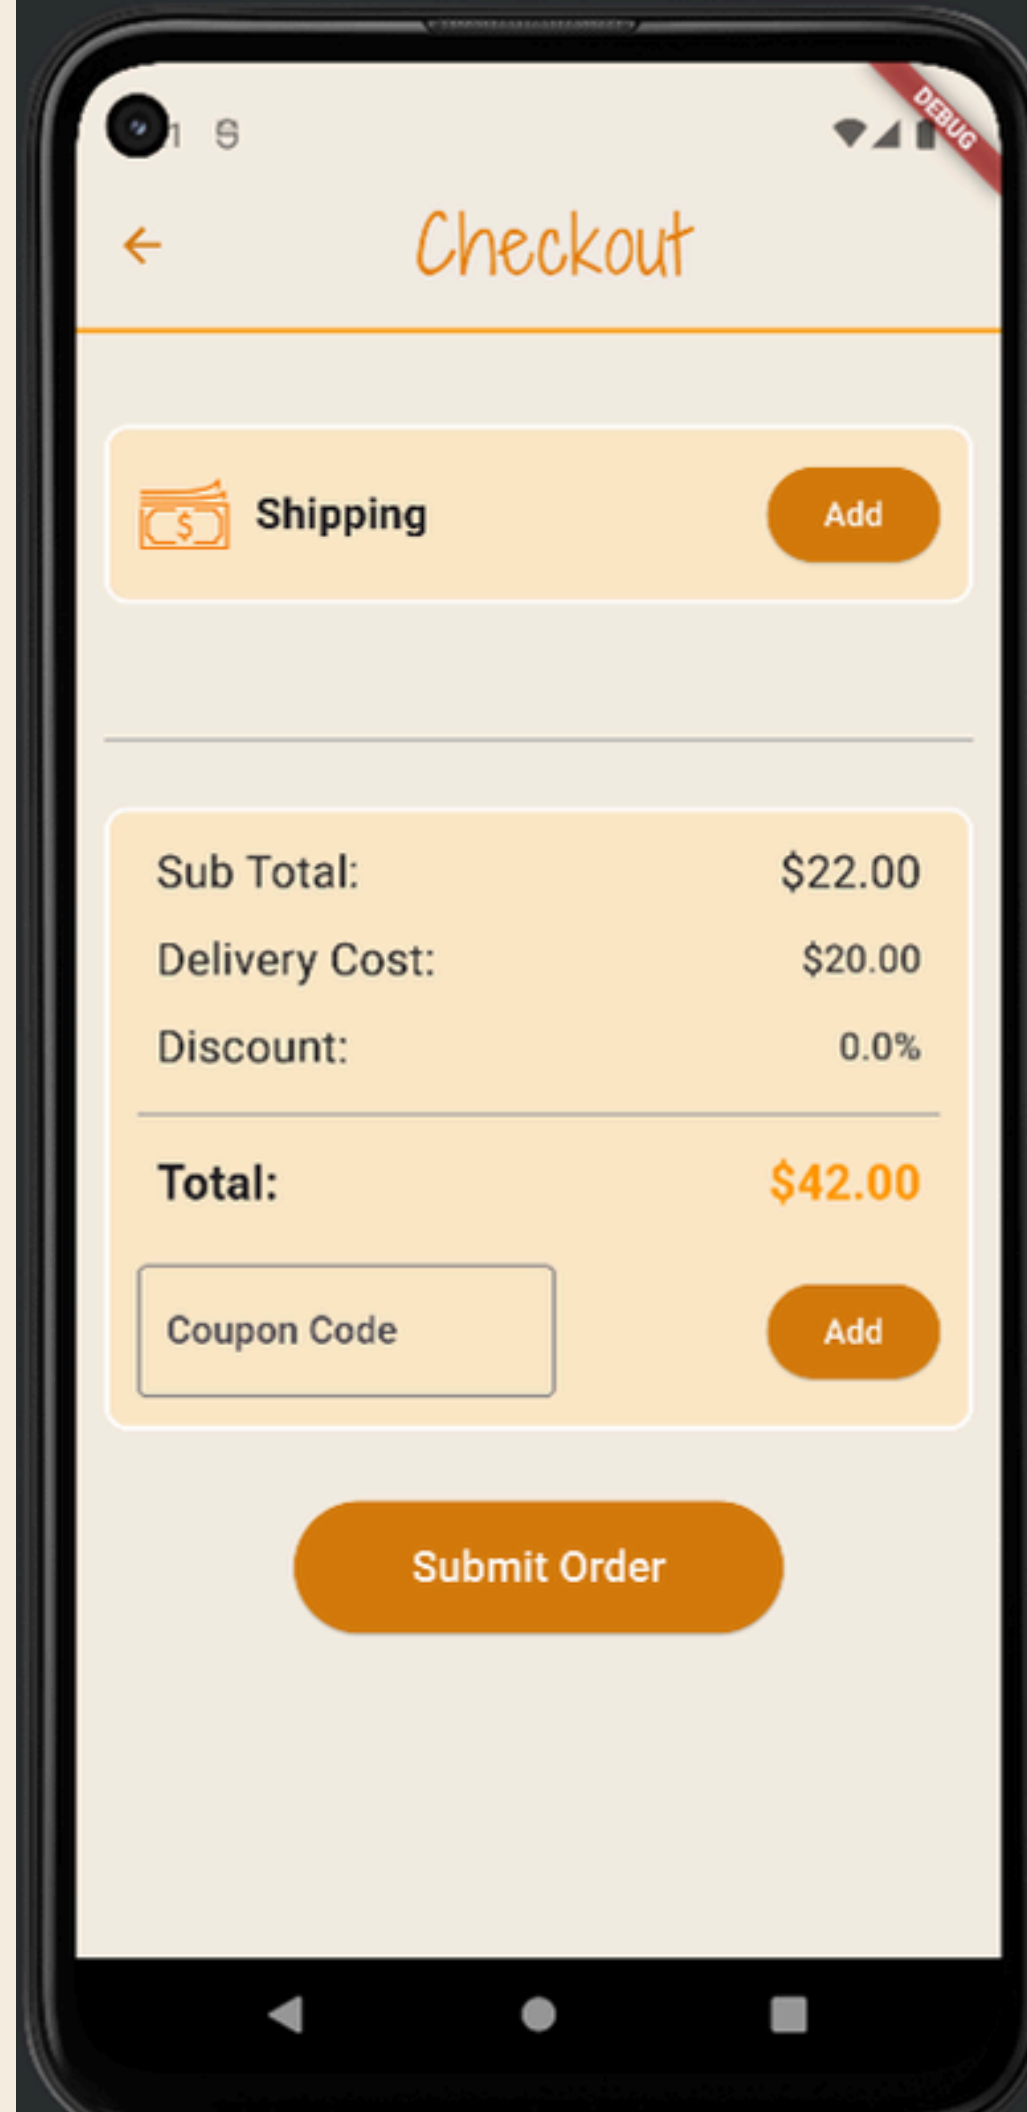 DEBUG
Checkout
Shipping Add
Sub Total: $22.00
Delivery Cost: $20.00
Discount: 0.0%
Total: $42.00
Coupon Code Add
Submit Order